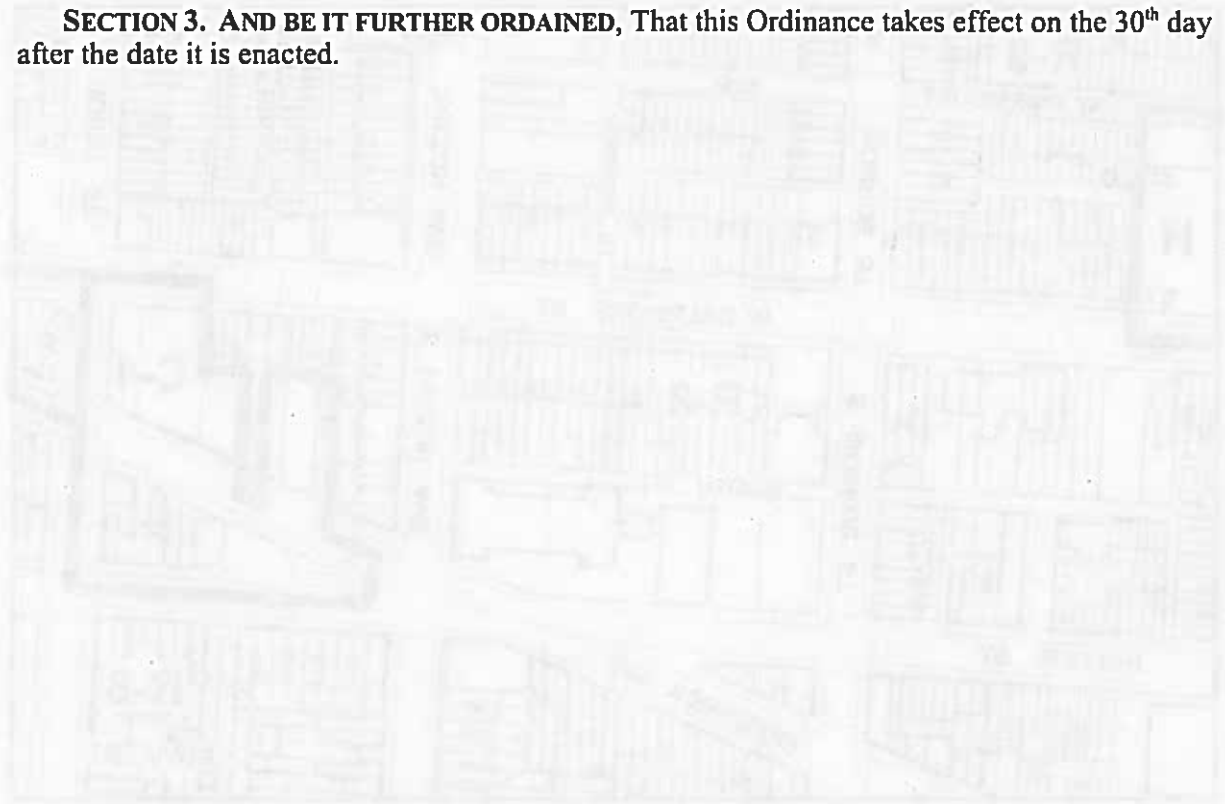 SECTION 3. AND BE IT FURTHER ORDAINED, That this Ordinance takes effect on the 30th day
after the date it is enacted.